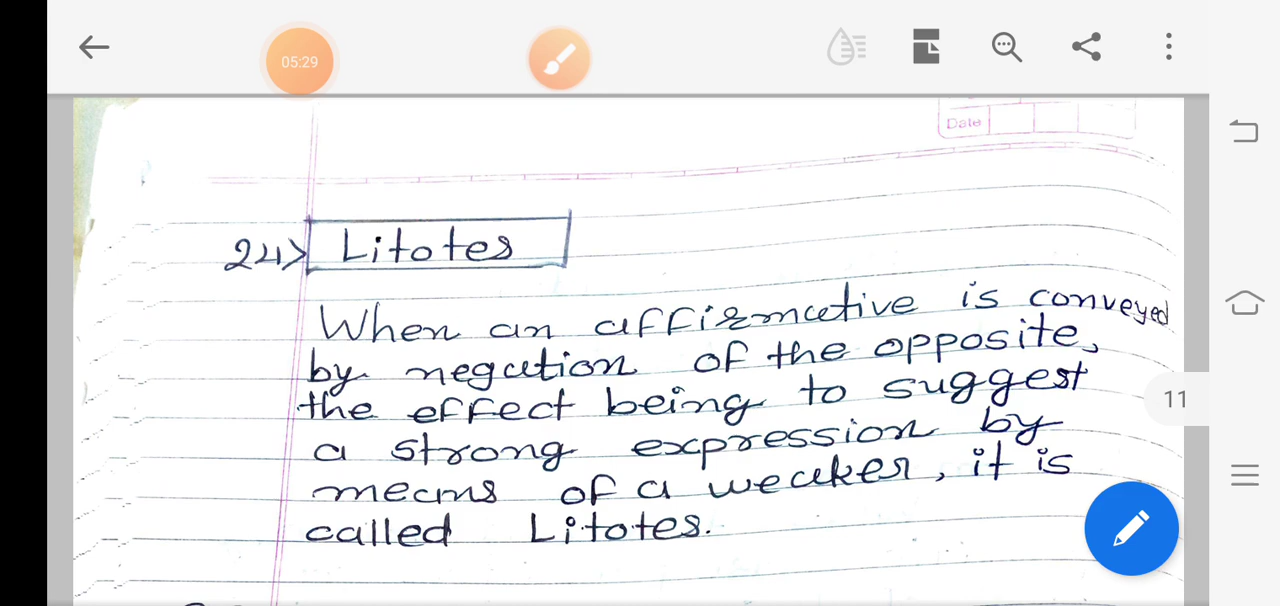 05:29
Date
24> Litotes
When an affirmative is conveyed
by negation of the opposite,
the effect being to suggest
a strong expression by
means of a weaker, it is
called Litotes.
11